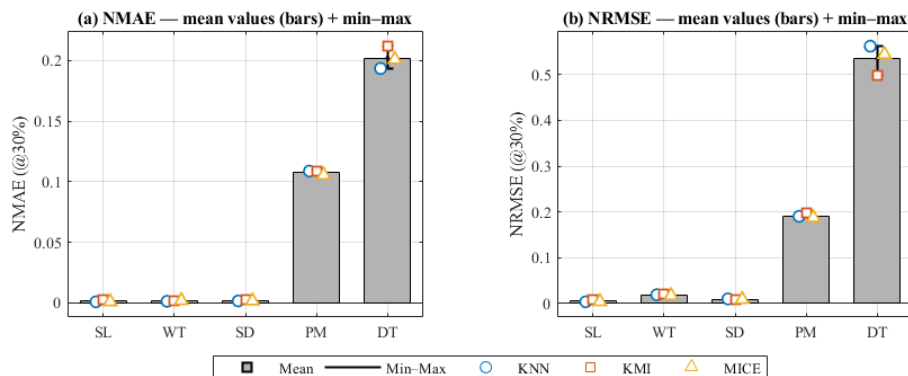 (a) NMAE — mean values (bars) + min–max
NMAE (@30%)
0.2
0.15
0.1
0.05
0
SL WT SD PM DT
(b) NRMSE — mean values (bars) + min–max
NRMSE (@30%)
0.5
0.4
0.3
0.2
0.1
0
SL WT SD PM DT
Mean Min–Max KNN KMI MICE